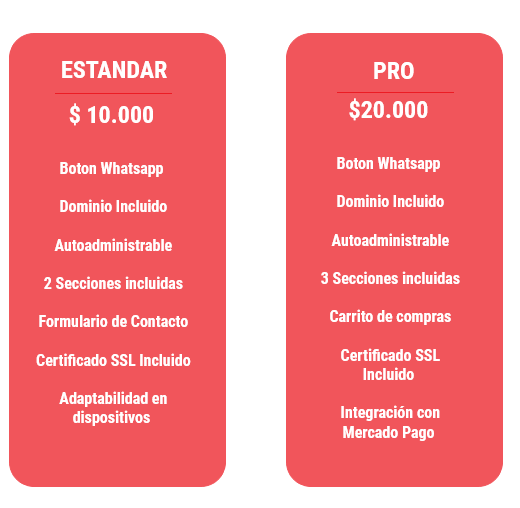 ESTANDAR
$ 10.000
Boton Whatsapp
Dominio Incluido
Autoadministrable
2 Secciones incluidas
Formulario de Contacto
Certificado SSL Incluido
Adaptabilidad en
dispositivos
PRO
$20.000
Boton Whatsapp
Dominio Incluido
Autoadministrable
3 Secciones incluidas
Carrito de compras
Certificado SSL
Incluido
Integración con
Mercado Pago